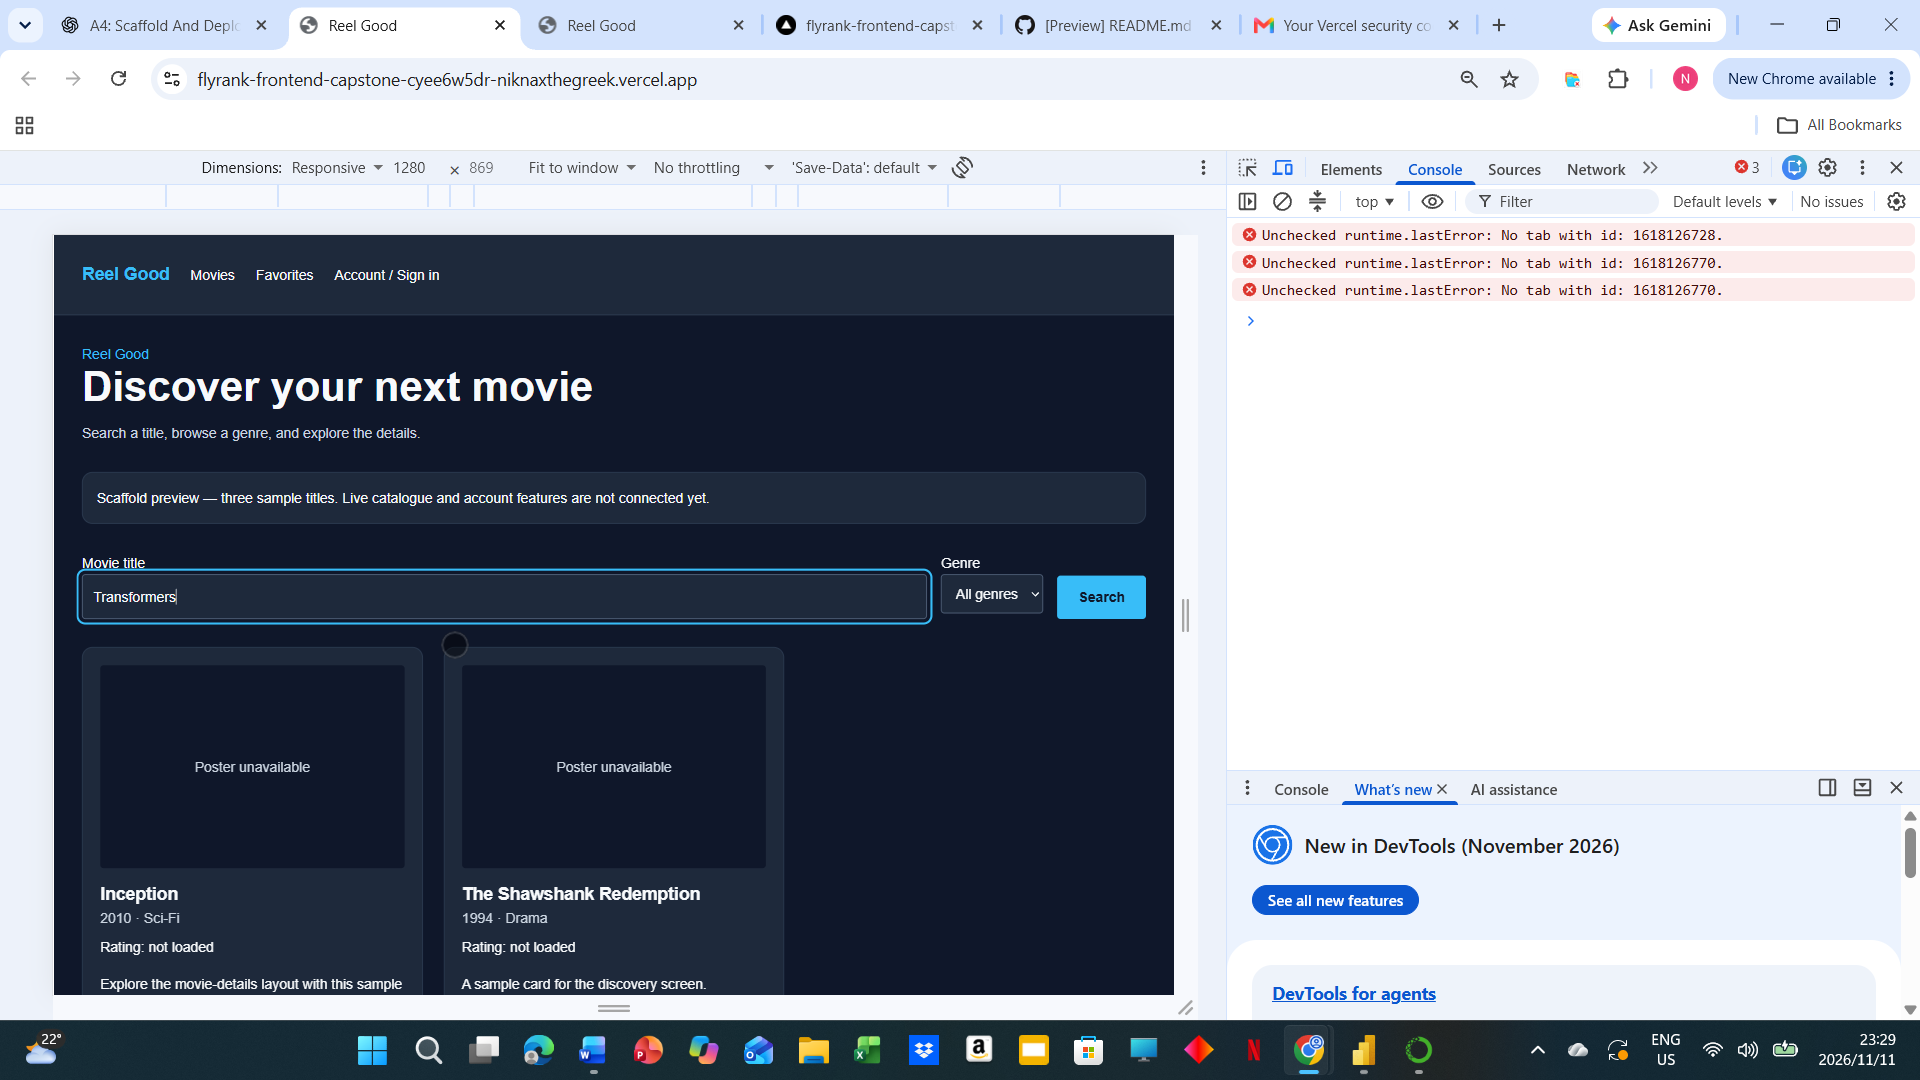 A4: Scaffold And Deplo
Reel Good
Reel Good
flyrank-frontend-capst
[Preview] README.md
Your Vercel security co
Ask Gemini
flyrank-frontend-capstone-cyee6w5dr-niknaxthegreek.vercel.app
N
New Chrome available
All Bookmarks
Dimensions: Responsive 1280 x 869 Fit to window No throttling 'Save-Data': default
Elements Console Sources Network 3
top Filter Default levels No issues
Unchecked runtime.lastError: No tab with id: 1618126728.
Unchecked runtime.lastError: No tab with id: 1618126770.
Unchecked runtime.lastError: No tab with id: 1618126770.
Reel Good Movies Favorites Account / Sign in
Reel Good
Discover your next movie
Search a title, browse a genre, and explore the details.
Scaffold preview — three sample titles. Live catalogue and account features are not connected yet.
Movie title Genre
Transformers All genres Search
Poster unavailable
Inception
2010 · Sci-Fi
Rating: not loaded
Explore the movie-details layout with this sample
Poster unavailable
The Shawshank Redemption
1994 · Drama
Rating: not loaded
A sample card for the discovery screen.
Console What's new AI assistance
New in DevTools (November 2026)
See all new features
DevTools for agents
22°
ENG
US
23:29
2026/11/11